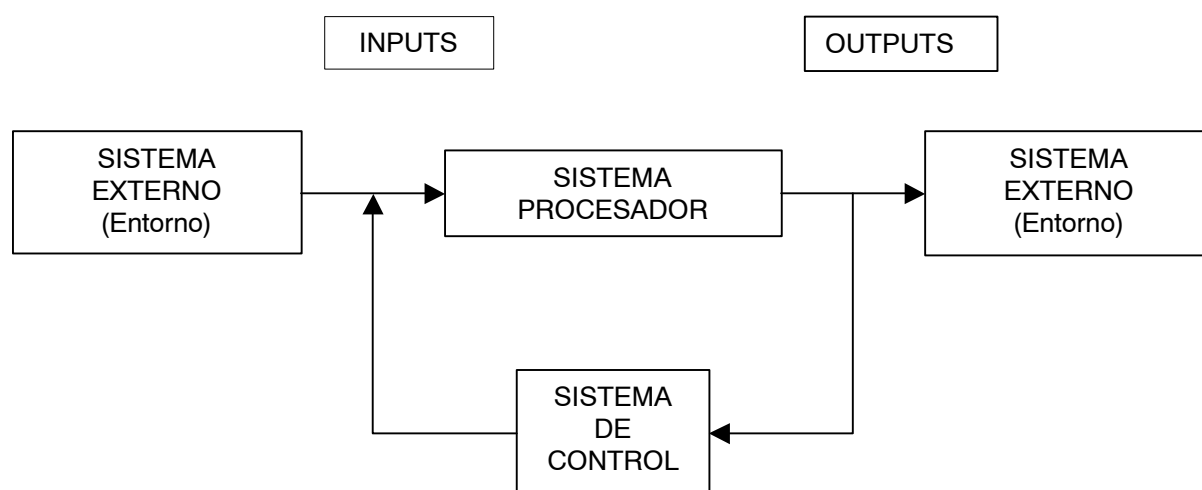 INPUTS
OUTPUTS
SISTEMA
EXTERNO
(Entorno)
SISTEMA
PROCESADOR
SISTEMA
EXTERNO
(Entorno)
SISTEMA
DE
CONTROL